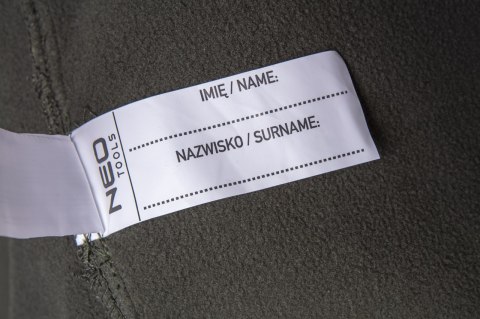 IMIĘ / NAME:
NAZWISKO / SURNAME:
NEO
TOOLS